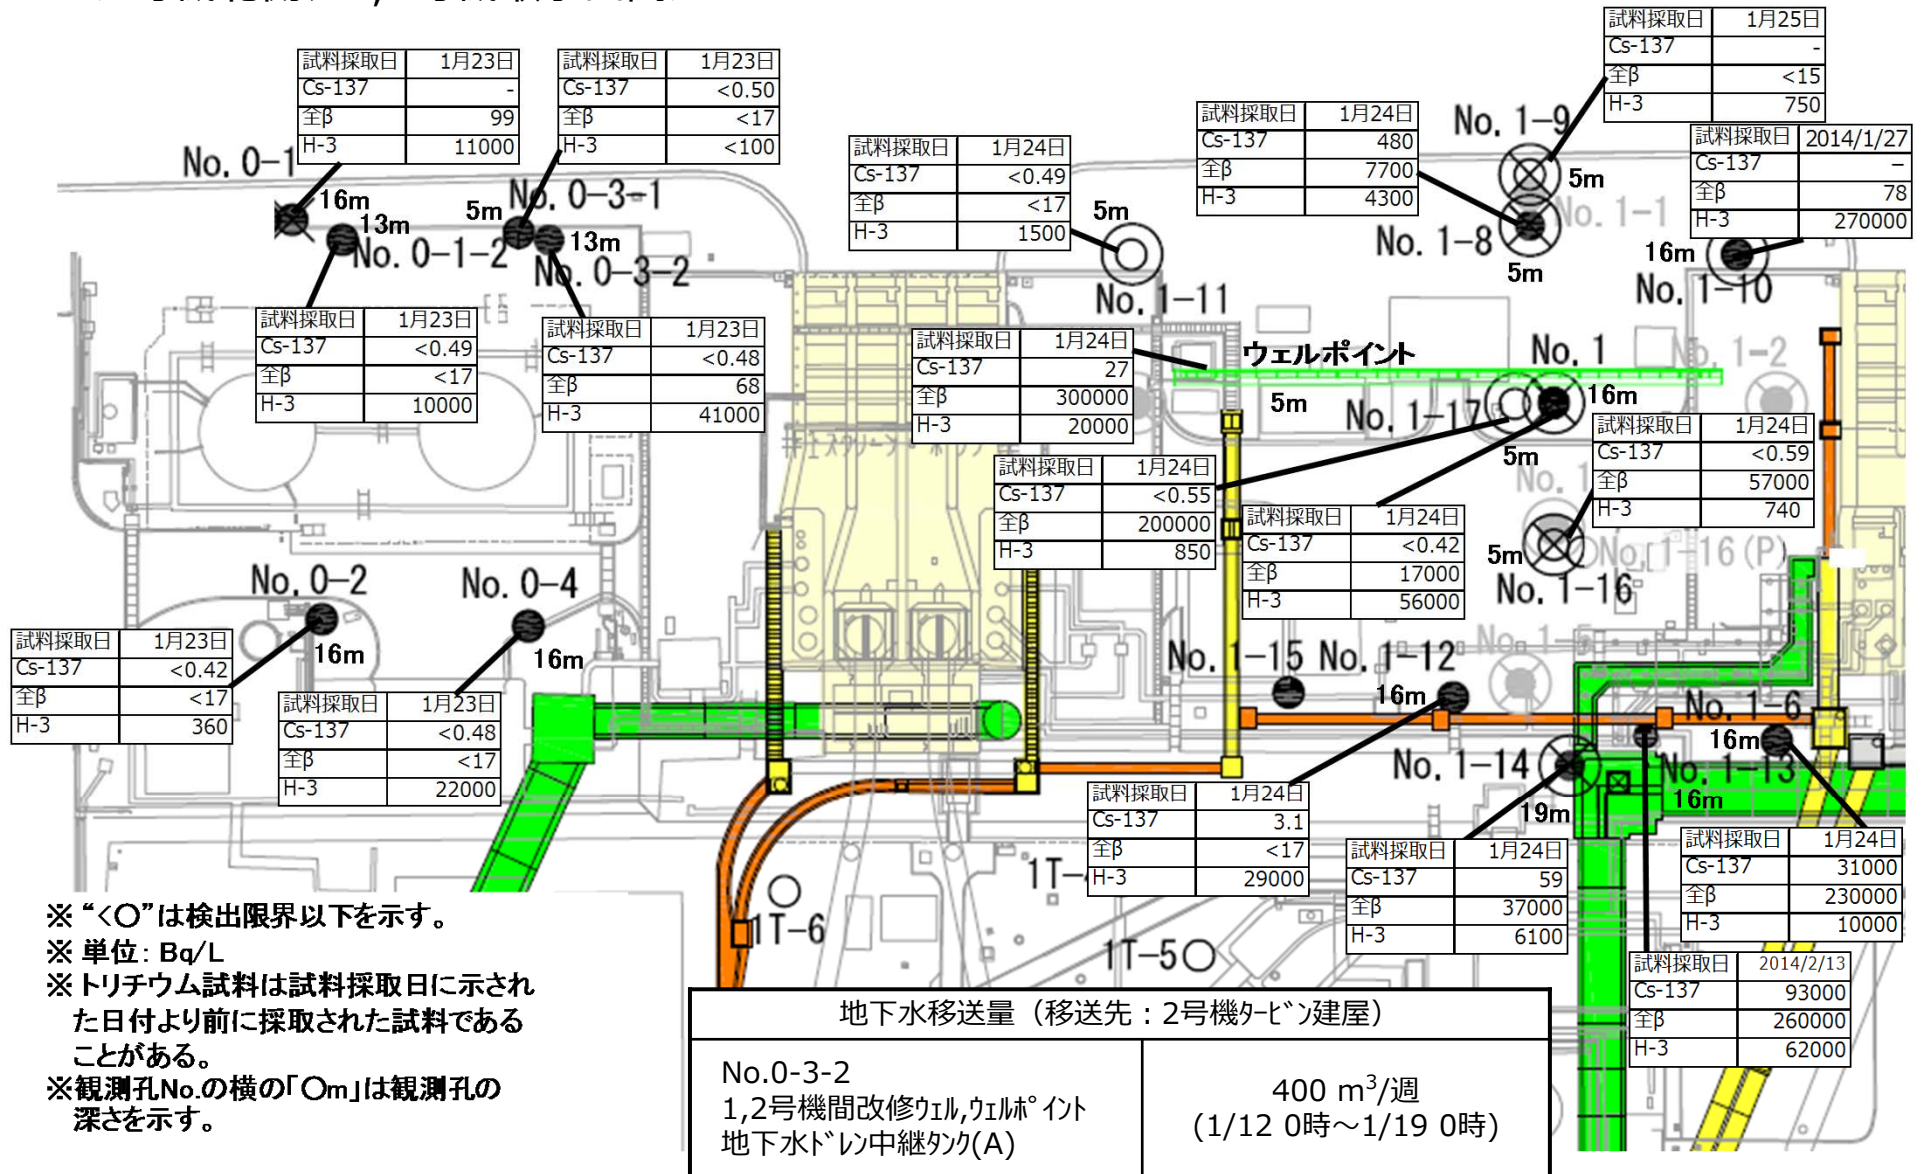 試料採取日 1月25日
Cs-137 -
全β <15
H-3 750
試料採取日 1月23日
Cs-137 -
全β 99
H-3 11000
試料採取日 1月23日
Cs-137 <0.50
全β <17
H-3 <100
試料採取日 1月24日
Cs-137 480
全β 7700
H-3 4300
No. 1-9
5m
試料採取日 2014/1/27
Cs-137 –
全β 78
H-3 270000
試料採取日 1月24日
Cs-137 <0.49
全β <17
H-3 1500
No. 0-1
16m
13m
No. 0-1-2
5m
No. 0-3-1
13m
No. 0-3-2
5m
No. 1-11
No. 1-8
5m
No. 1-1
16m
No. 1-10
試料採取日 1月23日
Cs-137 <0.49
全β <17
H-3 10000
試料採取日 1月23日
Cs-137 <0.48
全β 68
H-3 41000
試料採取日 1月24日
Cs-137 27
全β 300000
H-3 20000
ウェルポイント
5m
No. 1
16m
No. 1-2
No. 1-17
5m
試料採取日 1月24日
Cs-137 <0.59
全β 57000
H-3 740
試料採取日 1月24日
Cs-137 <0.55
全β 200000
H-3 850
試料採取日 1月24日
Cs-137 <0.42
全β 17000
H-3 56000
5m
No. 1-16
No. 1-16(P)
No. 0-2
16m
No. 0-4
16m
試料採取日 1月23日
Cs-137 <0.42
全β <17
H-3 360
試料採取日 1月23日
Cs-137 <0.48
全β <17
H-3 22000
No. 1-15
No. 1-12
16m
No. 1-5
No. 1-6
16m
No. 1-14
19m
No. 1-13
16m
試料採取日 1月24日
Cs-137 3.1
全β <17
H-3 29000
試料採取日 1月24日
Cs-137 59
全β 37000
H-3 6100
試料採取日 1月24日
Cs-137 31000
全β 230000
H-3 10000
試料採取日 2014/2/13
Cs-137 93000
全β 260000
H-3 62000
1T-6
1T-5
※ “<○”は検出限界以下を示す。
※ 単位: Bq/L
※ トリチウム試料は試料採取日に示され
た日付より前に採取された試料である
ことがある。
※観測孔No.の横の「○m」は観測孔の
深さを示す。
地下水移送量（移送先：2号機ﾀｰﾋﾞﾝ建屋）
No.0-3-2
1,2号機間改修ｳｪﾙ,ｳｪﾙﾎﾟｲﾝﾄ
地下水ﾄﾞﾚﾝ中継ﾀﾝｸ(A)
400 m³/週
(1/12 0時～1/19 0時)